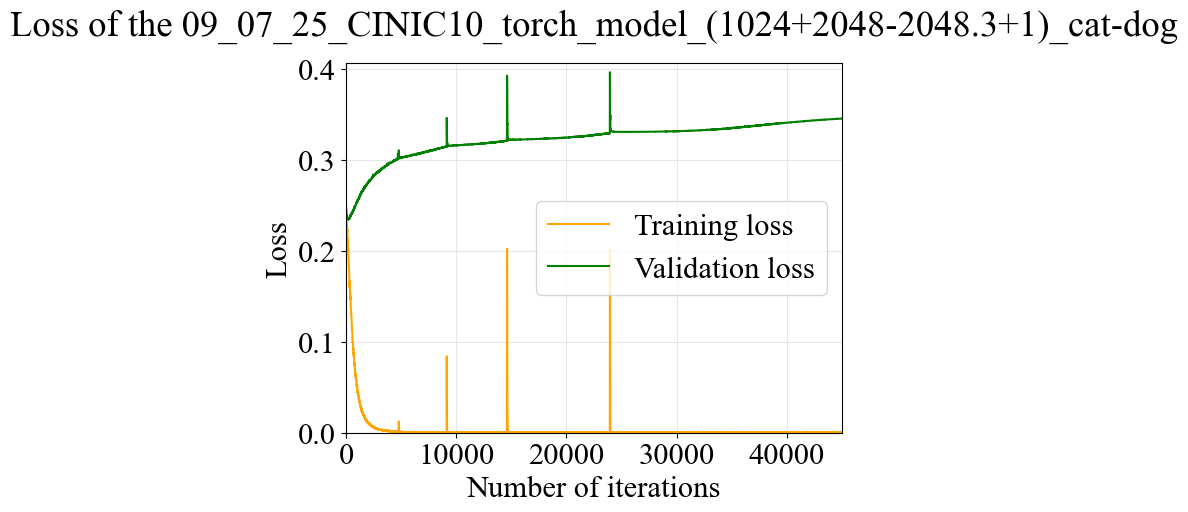 Loss of the 09_07_25_CINIC10_torch_model_(1024+2048-2048.3+1)_cat-dog
0.4
0.3
0.2
0.1
0.0
Loss
Training loss
Validation loss
0 10000 20000 30000 40000
Number of iterations